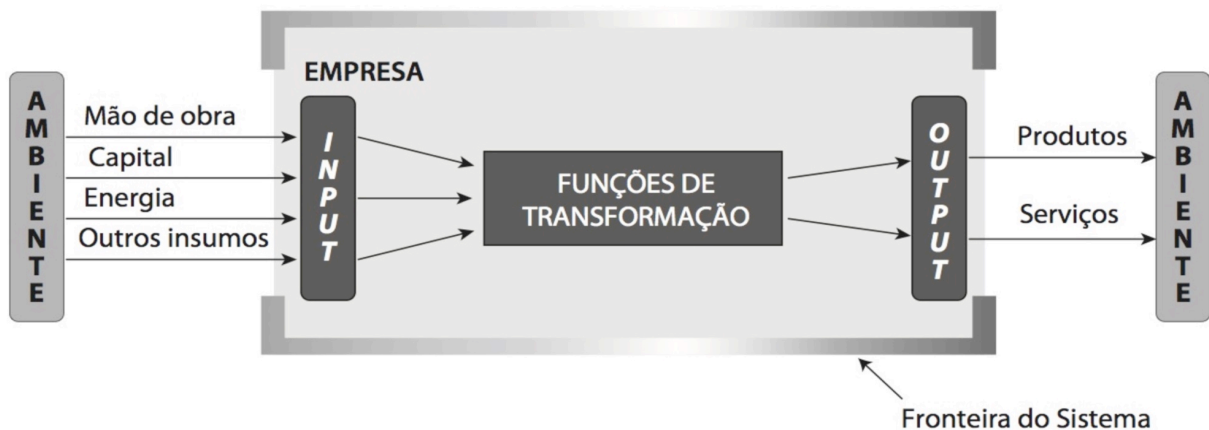 AMBIENTE
Mão de obra
Capital
Energia
Outros insumos
EMPRESA
INPUT
FUNÇÕES DE
TRANSFORMAÇÃO
OUTPUT
Produtos
Serviços
AMBIENTE
Fronteira do Sistema